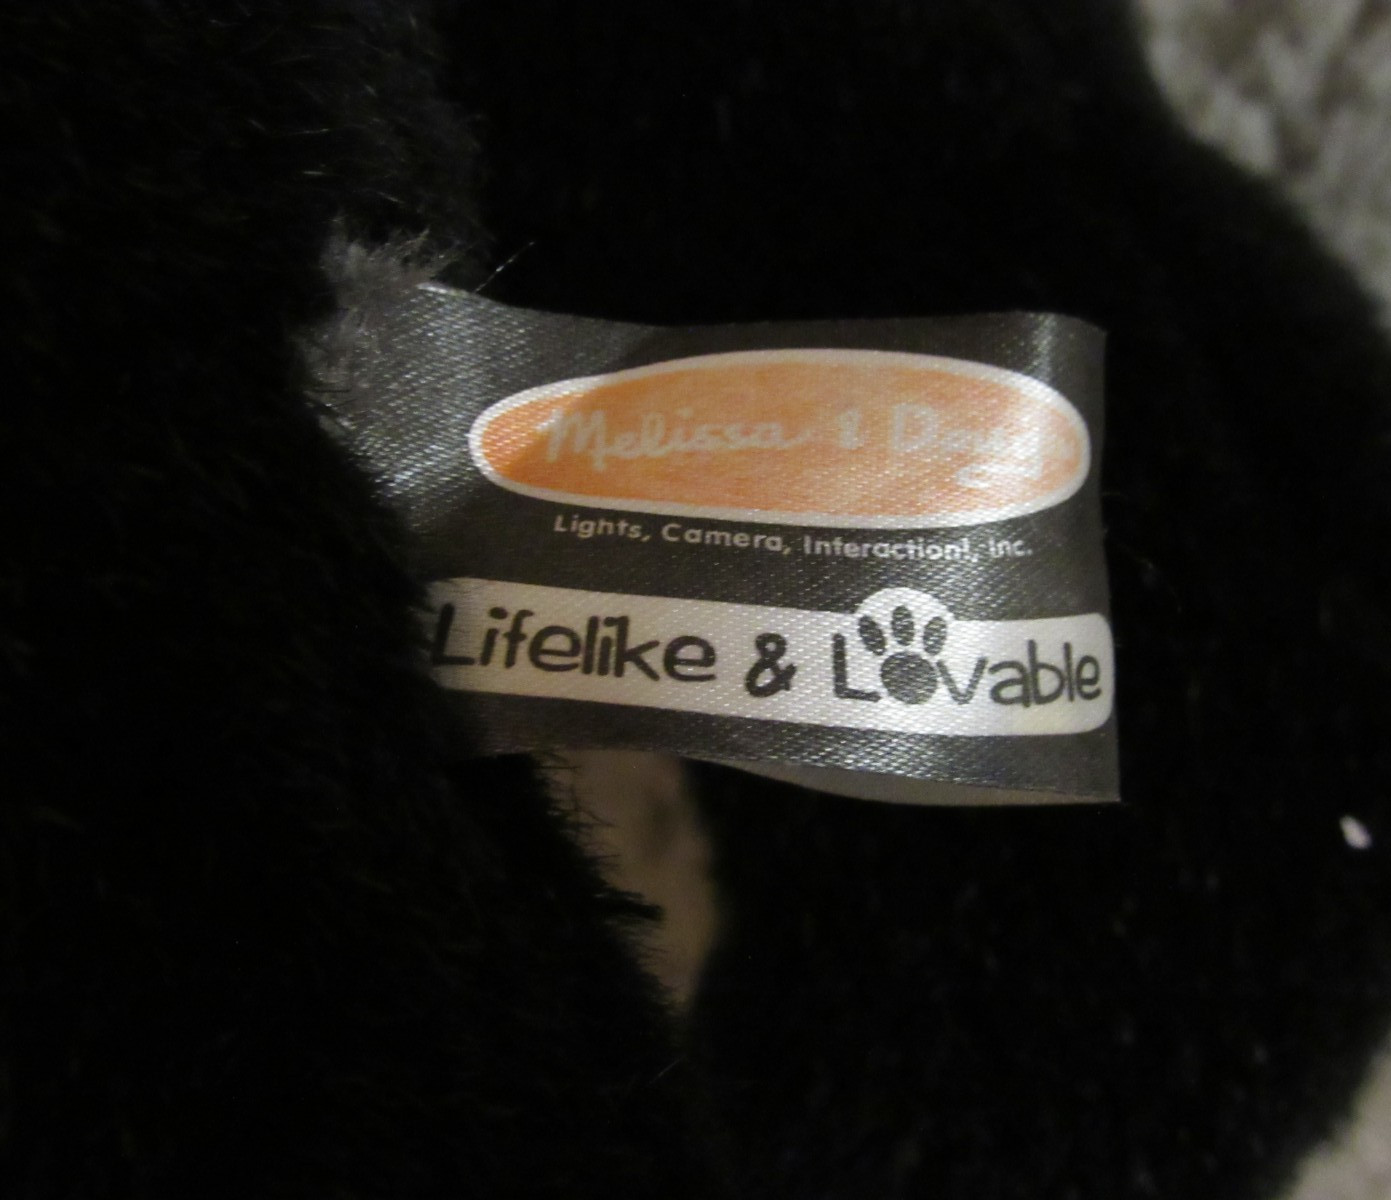 Melissa & Doug
Lights, Camera, Interaction!, Inc.
Lifelike & Lovable